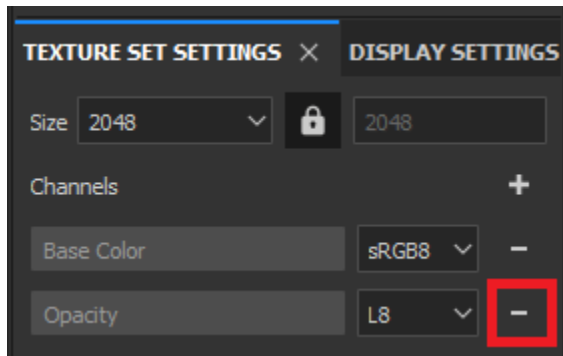 TEXTURE SET SETTINGS × DISPLAY SETTINGS
Size 2048 2048
Channels +
Base Color sRGB8 −
Opacity L8 −